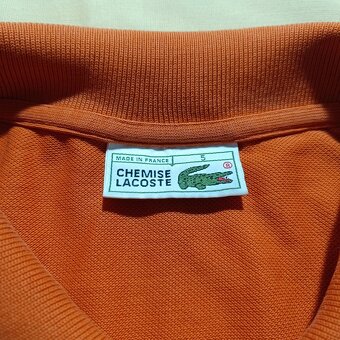 MADE IN FRANCE 5
CHEMISE
LACOSTE ®